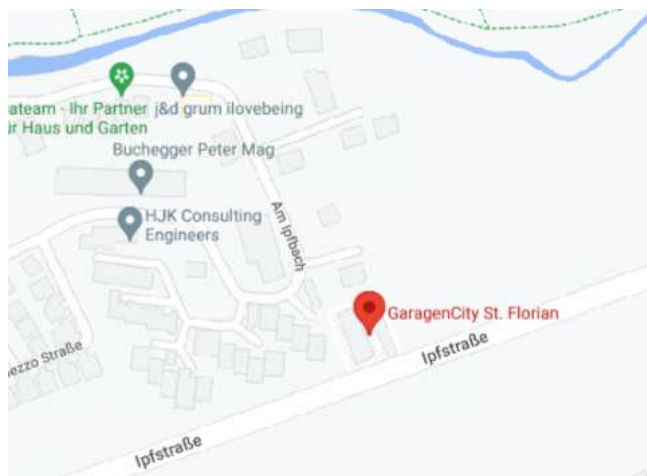 ateam - Ihr Partner
für Haus und Garten
j&d grum ilovebeing
Buchegger Peter Mag
HJK Consulting
Engineers
Am Ipfbach
GaragenCity St. Florian
Ipfstraße
ezzo Straße
Ipfstraße